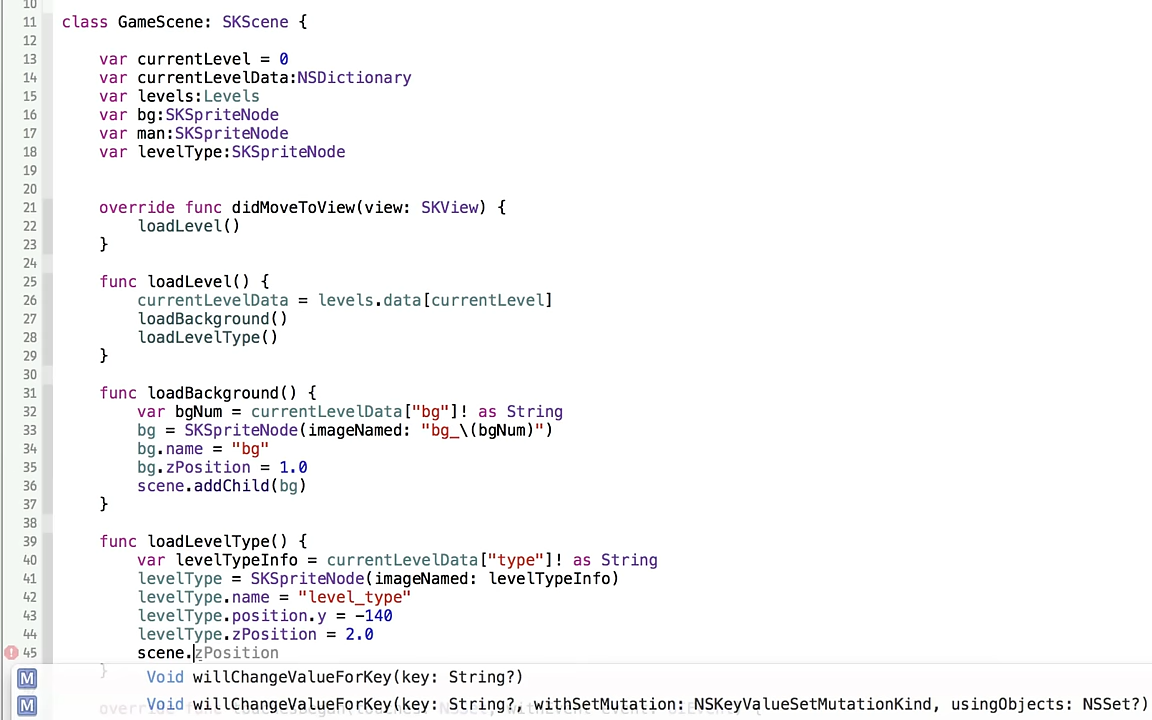 10
11 class GameScene: SKScene {
12
13 var currentLevel = 0
14 var currentLevelData:NSDictionary
15 var levels:Levels
16 var bg:SKSpriteNode
17 var man:SKSpriteNode
18 var levelType:SKSpriteNode
19
20
21 override func didMoveToView(view: SKView) {
22 loadLevel()
23 }
24
25 func loadLevel() {
26 currentLevelData = levels.data[currentLevel]
27 loadBackground()
28 loadLevelType()
29 }
30
31 func loadBackground() {
32 var bgNum = currentLevelData["bg"]! as String
33 bg = SKSpriteNode(imageNamed: "bg_\(bgNum)")
34 bg.name = "bg"
35 bg.zPosition = 1.0
36 scene.addChild(bg)
37 }
38
39 func loadLevelType() {
40 var levelTypeInfo = currentLevelData["type"]! as String
41 levelType = SKSpriteNode(imageNamed: levelTypeInfo)
42 levelType.name = "level_type"
43 levelType.position.y = -140
44 levelType.zPosition = 2.0
45 scene.zPosition
}
M Void willChangeValueForKey(key: String?)
M Void willChangeValueForKey(key: String?, withSetMutation: NSKeyValueSetMutationKind, usingObjects: NSSet?)